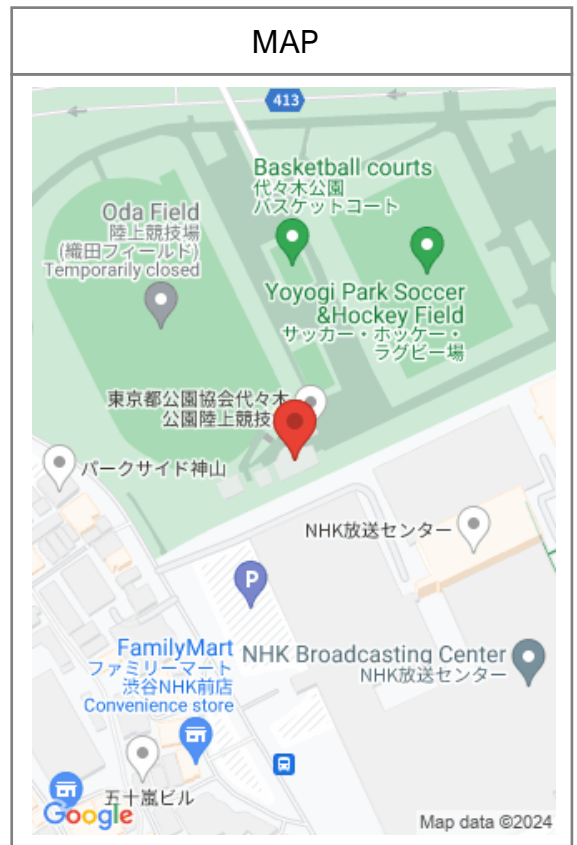 MAP
413
Basketball courts
代々木公園
バスケットコート
Oda Field
陸上競技場
(織田フィールド)
Temporarily closed
Yoyogi Park Soccer
&Hockey Field
サッカー・ホッケー・
ラグビー場
東京都公園協会代々木
公園陸上競技
パークサイド神山
NHK放送センター
P
FamilyMart
ファミリーマート
渋谷NHK前店
Convenience store
NHK Broadcasting Center
NHK放送センター
五十嵐ビル
Google
Map data ©2024